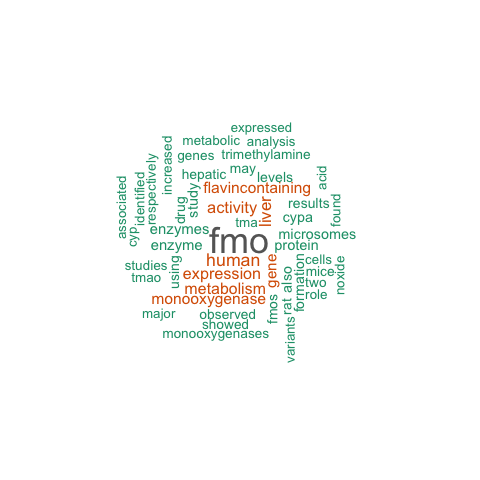 expressed
metabolic
analysis
genes
trimethylamine
increased
respectively
identified
associated
hepatic
may
levels
acid
study
flavincontaining
drug
activity
liver
results
found
tma
cypa
cyp
enzymes
fmo
microsomes
enzyme
protein
human
gene
cells
studies
using
expression
formation
mice
noxide
tmao
metabolism
also
two
monooxygenase
fmos
rat
role
major
observed
showed
monooxygenases
variants